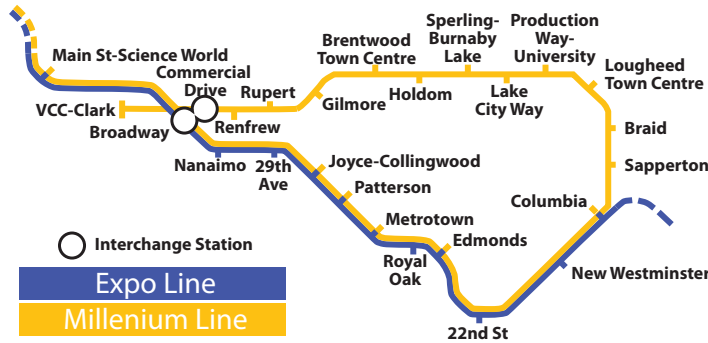 Main St-Science World
Commercial
Drive
VCC-Clark
Broadway
Renfrew
Rupert
Gilmore
Brentwood
Town Centre
Holdom
Sperling-
Burnaby
Lake
Lake
City Way
Production
Way-
University
Lougheed
Town Centre
Braid
Sapperton
Columbia
Nanaimo
29th
Ave
Joyce-Collingwood
Patterson
Metrotown
Royal
Oak
Edmonds
22nd St
New Westminster
Interchange Station
Expo Line
Millenium Line